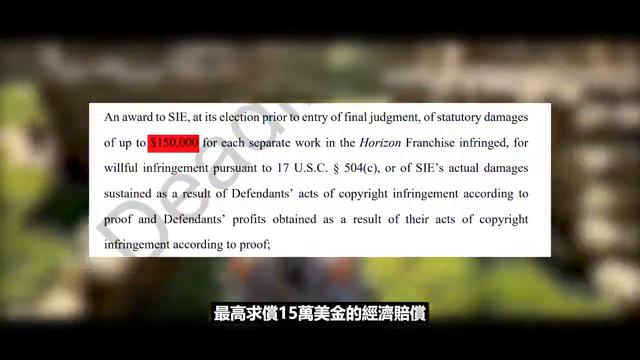 An award to SIE, at its election prior to entry of final judgment, of statutory damages
of up to $150,000 for each separate work in the Horizon Franchise infringed, for
willful infringement pursuant to 17 U.S.C. § 504(c), or of SIE's actual damages
sustained as a result of Defendants' acts of copyright infringement according to
proof and Defendants' profits obtained as a result of their acts of copyright
infringement according to proof;
最高求償15萬美金的經濟賠償